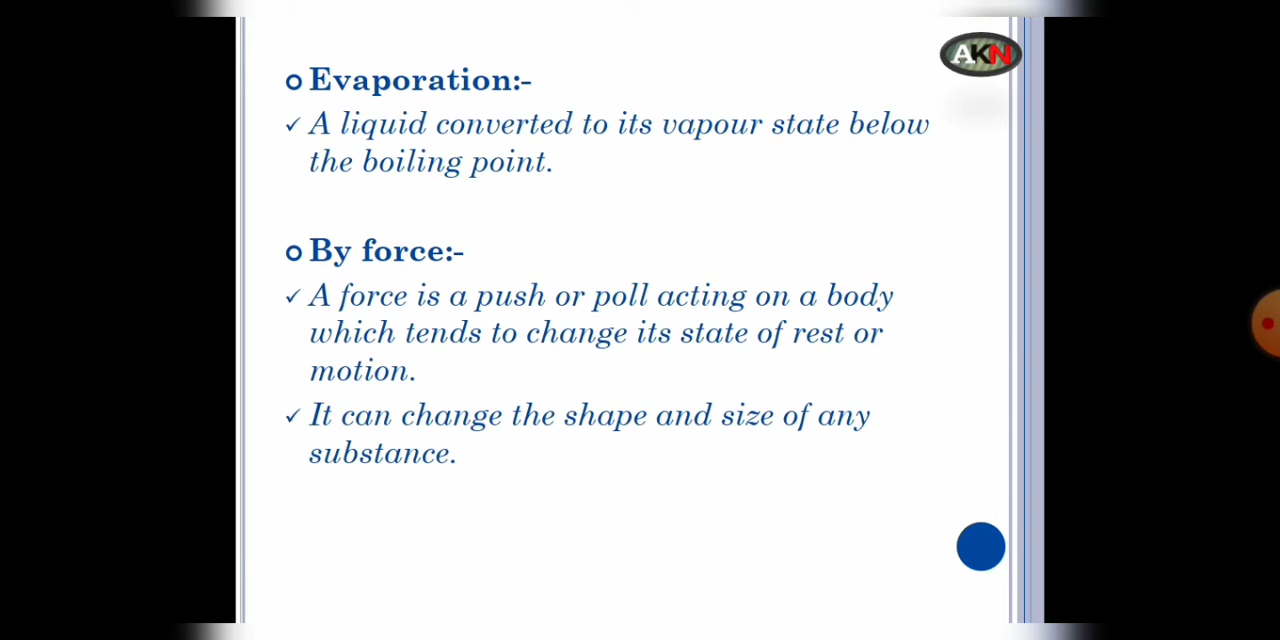 AKN
Evaporation:-
A liquid converted to its vapour state below
the boiling point.
By force:-
A force is a push or poll acting on a body
which tends to change its state of rest or
motion.
It can change the shape and size of any
substance.